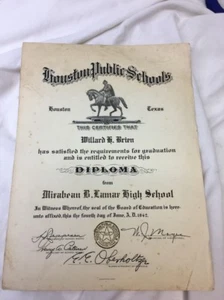 Houston Public Schools
Houston Texas
THIS CERTIFIES THAT
Willard H. Brien
has satisfied the requirements for graduation
and is entitled to receive this
DIPLOMA
from
Mirabeau B. Lamar High School
In Witness Whereof, the seal of the Board of Education is here-
unto affixed this the fourth day of June, A. D. 1947.
E.E. Oberholtzer